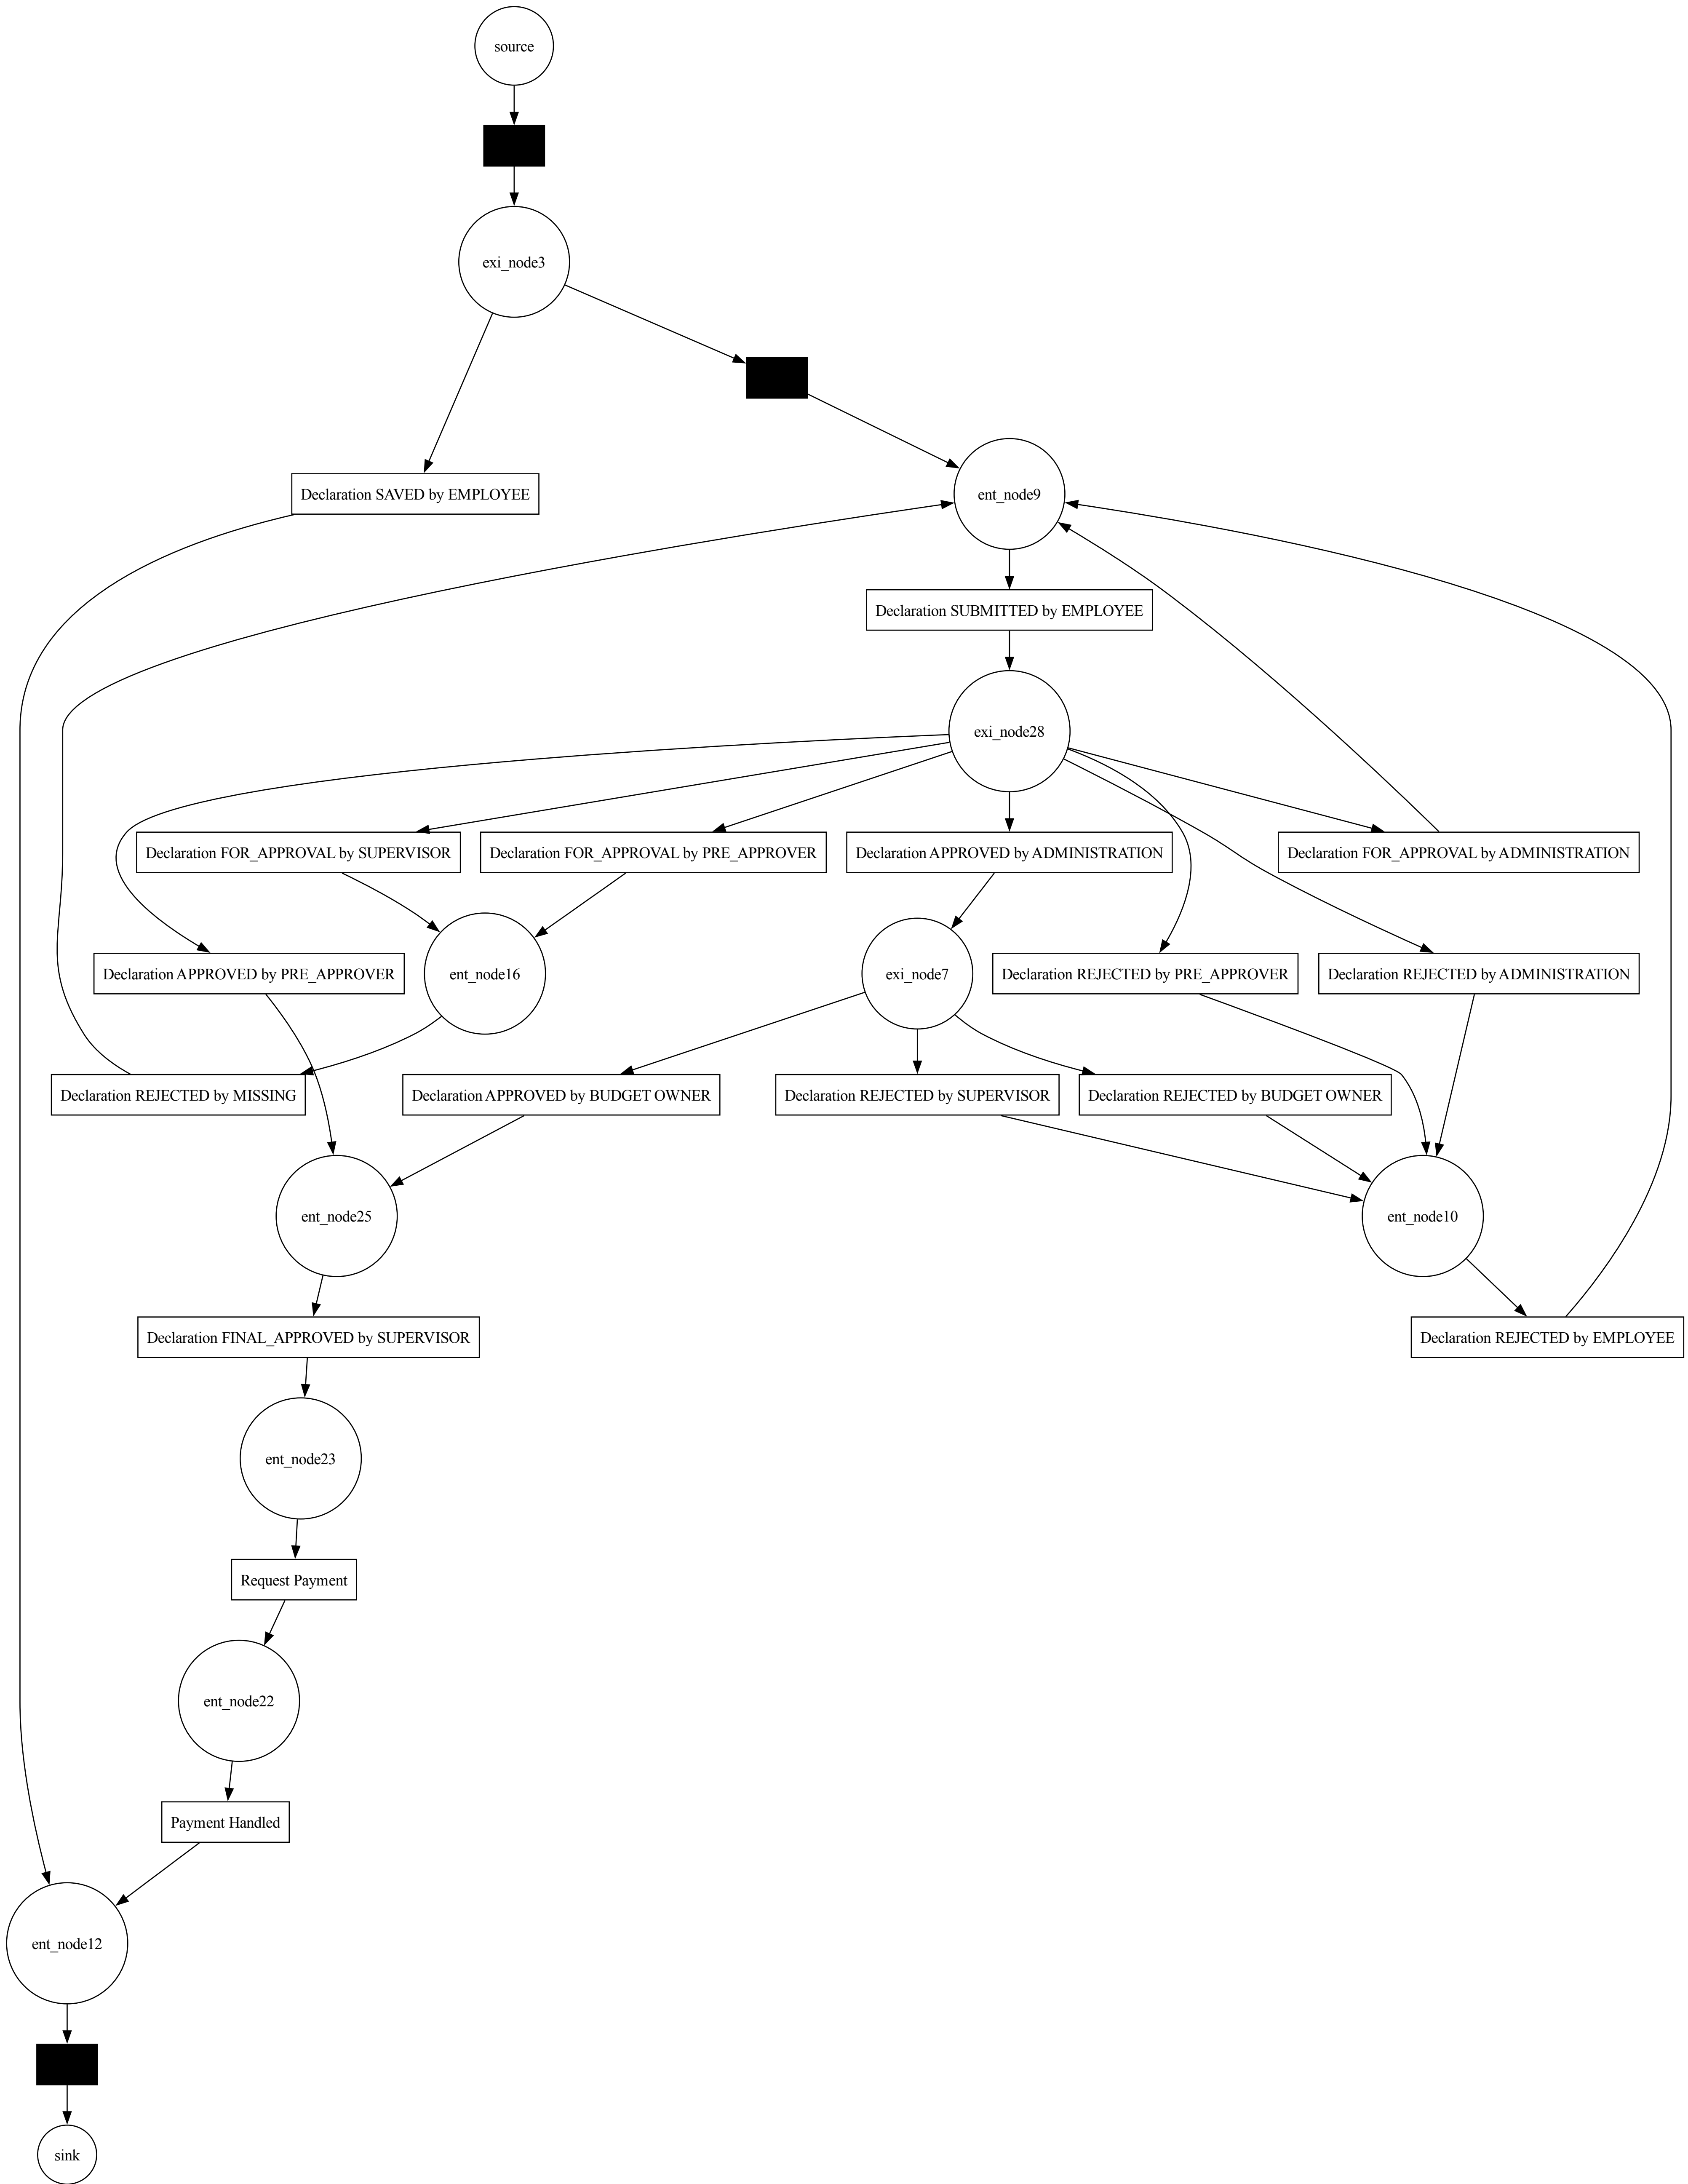 source
exi_node3
Declaration SAVED by EMPLOYEE
ent_node9
Declaration SUBMITTED by EMPLOYEE
exi_node28
Declaration FOR_APPROVAL by SUPERVISOR
Declaration FOR_APPROVAL by PRE_APPROVER
Declaration APPROVED by ADMINISTRATION
Declaration FOR_APPROVAL by ADMINISTRATION
Declaration APPROVED by PRE_APPROVER
ent_node16
exi_node7
Declaration REJECTED by PRE_APPROVER
Declaration REJECTED by ADMINISTRATION
Declaration REJECTED by MISSING
Declaration APPROVED by BUDGET OWNER
Declaration REJECTED by SUPERVISOR
Declaration REJECTED by BUDGET OWNER
ent_node25
ent_node10
Declaration FINAL_APPROVED by SUPERVISOR
Declaration REJECTED by EMPLOYEE
ent_node23
Request Payment
ent_node22
Payment Handled
ent_node12
sink